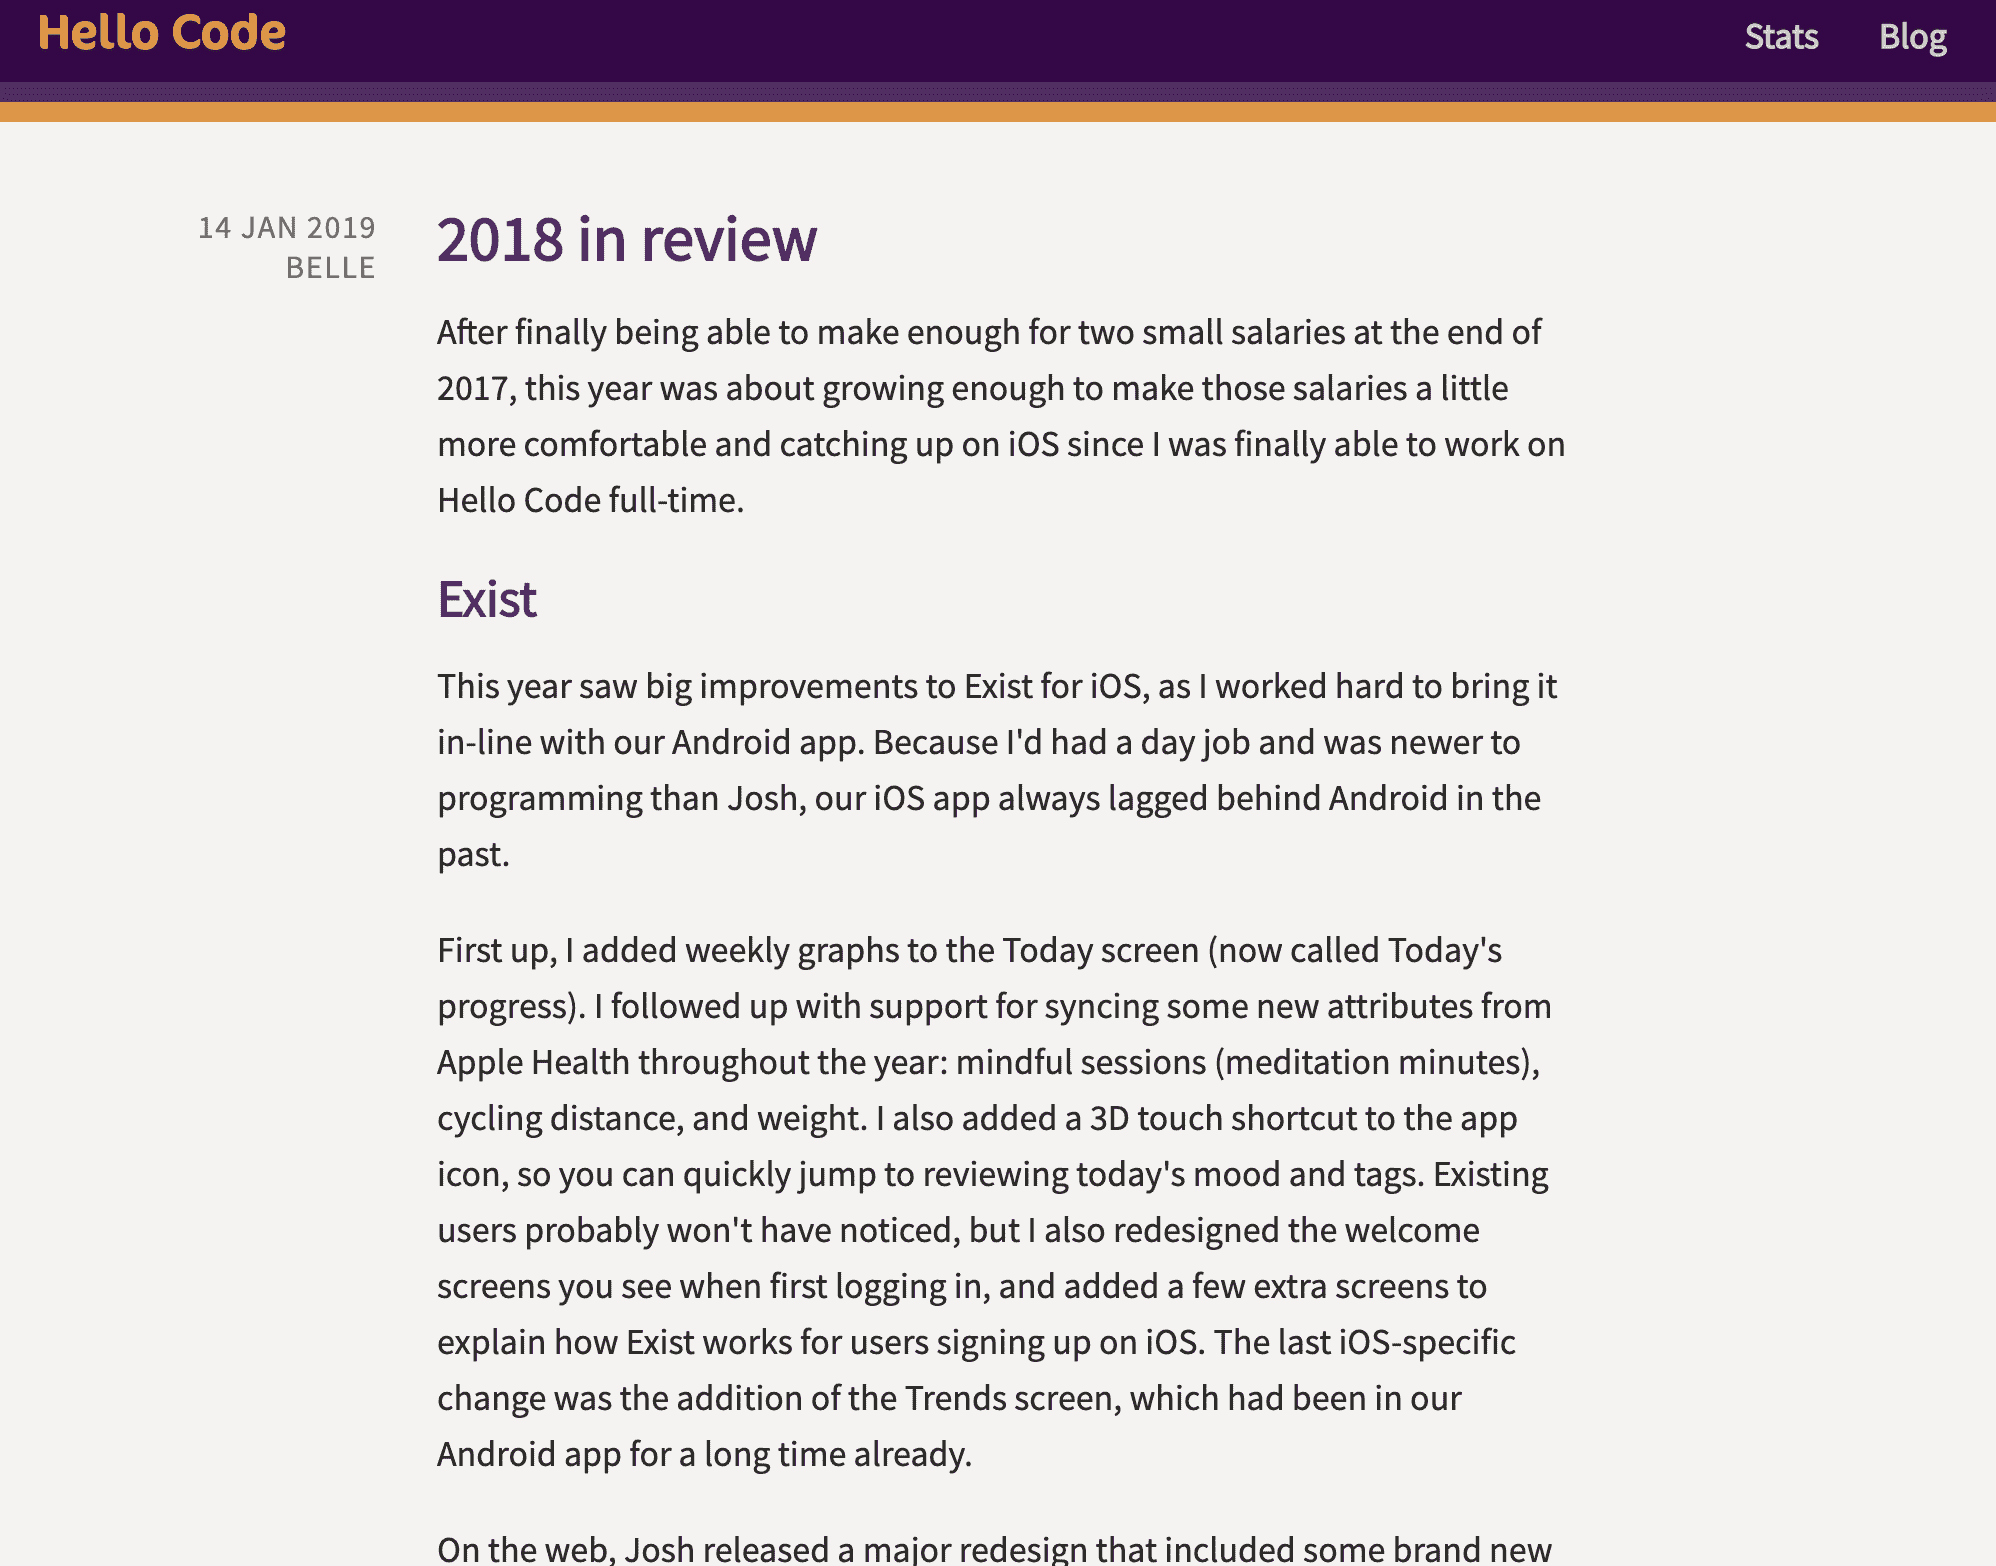 Hello Code
Stats
Blog
14 JAN 2019
BELLE
2018 in review
After finally being able to make enough for two small salaries at the end of
2017, this year was about growing enough to make those salaries a little
more comfortable and catching up on iOS since I was finally able to work on
Hello Code full-time.
Exist
This year saw big improvements to Exist for iOS, as I worked hard to bring it
in-line with our Android app. Because I'd had a day job and was newer to
programming than Josh, our iOS app always lagged behind Android in the
past.
First up, I added weekly graphs to the Today screen (now called Today's
progress). I followed up with support for syncing some new attributes from
Apple Health throughout the year: mindful sessions (meditation minutes),
cycling distance, and weight. I also added a 3D touch shortcut to the app
icon, so you can quickly jump to reviewing today's mood and tags. Existing
users probably won't have noticed, but I also redesigned the welcome
screens you see when first logging in, and added a few extra screens to
explain how Exist works for users signing up on iOS. The last iOS-specific
change was the addition of the Trends screen, which had been in our
Android app for a long time already.
On the web, Josh released a major redesign that included some brand new